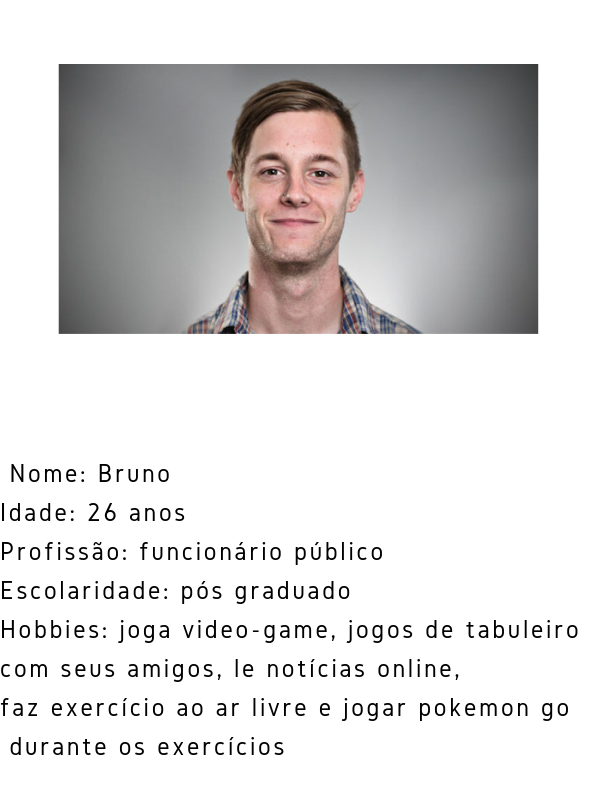 Nome: Bruno
Idade: 26 anos
Profissão: funcionário público
Escolaridade: pós graduado
Hobbies: joga video-game, jogos de tabuleiro
com seus amigos, le notícias online,
faz exercício ao ar livre e jogar pokemon go
durante os exercícios